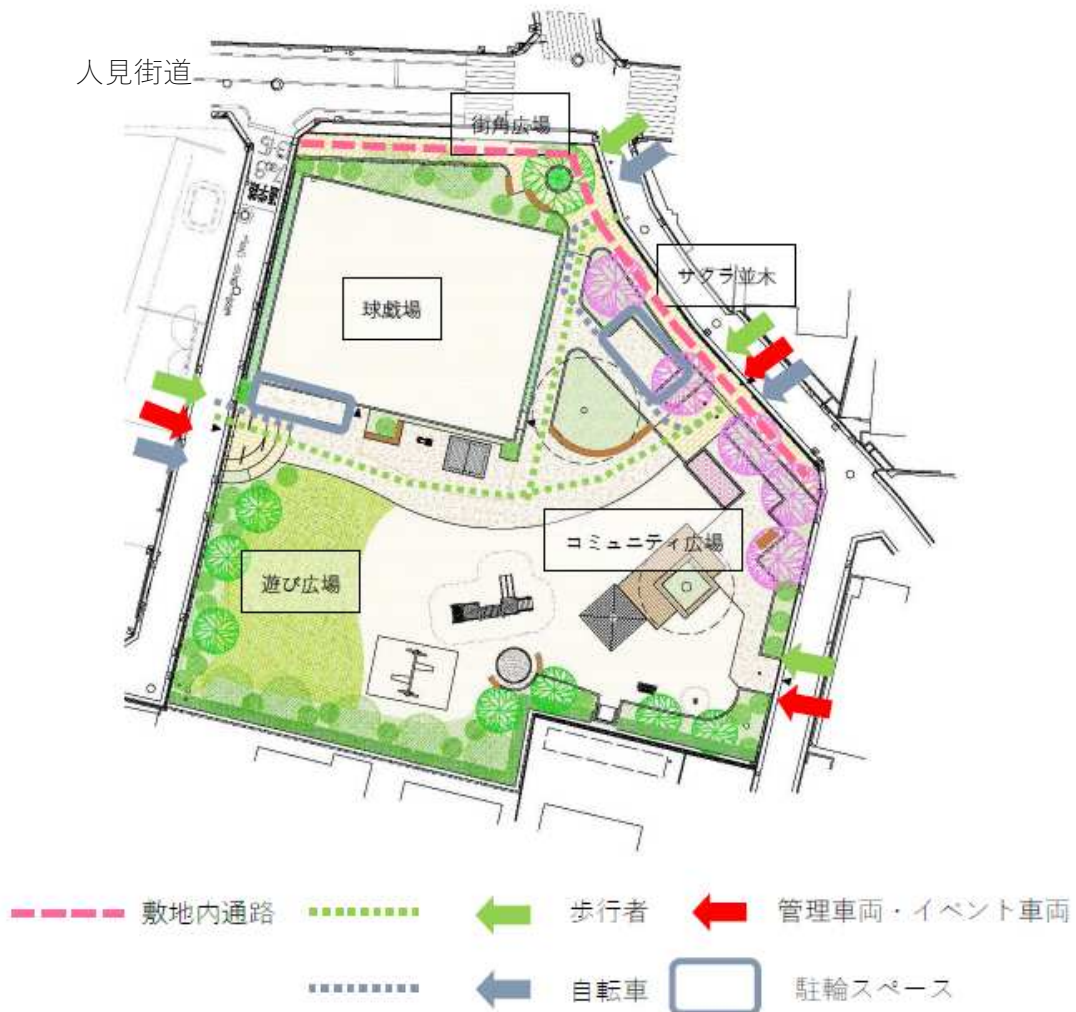 人見街道
街角広場
サクラ並木
球戯場
コミュニティ広場
遊び広場
敷地内通路
歩行者
管理車両・イベント車両
自転車
駐輪スペース